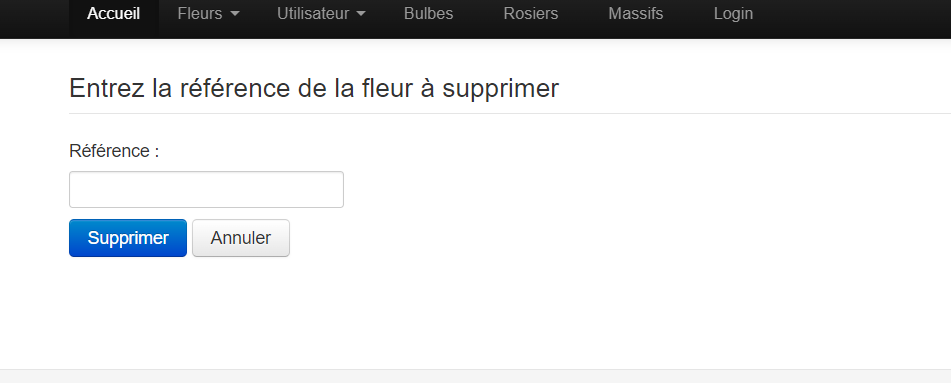 Accueil Fleurs Utilisateur Bulbes Rosiers Massifs Login
Entrez la référence de la fleur à supprimer
Référence :
Supprimer Annuler